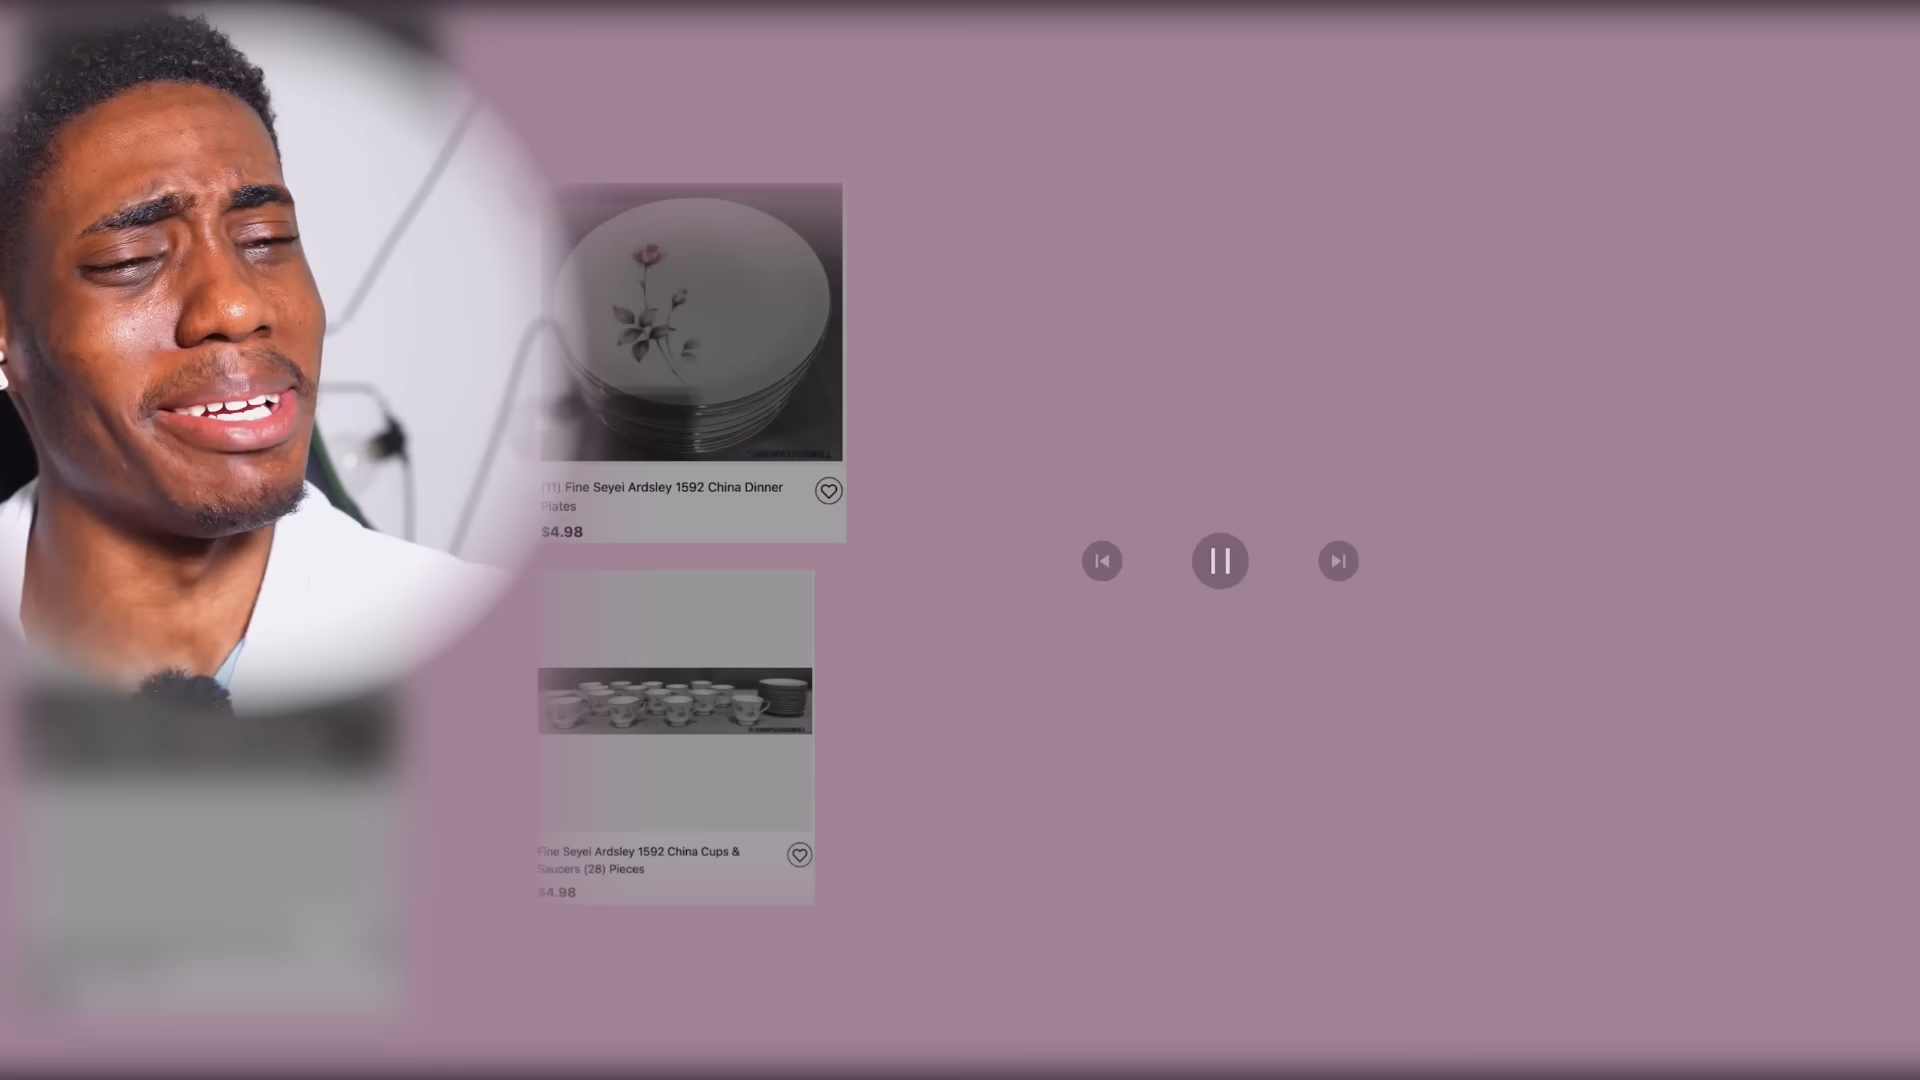 (11) Fine Seyei Ardsley 1592 China Dinner
Plates
$4.98
Fine Seyei Ardsley 1592 China Cups &
Saucers (28) Pieces
$4.98